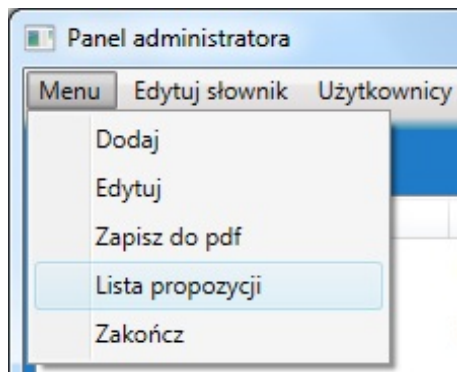 Panel administratora
Menu Edytuj słownik Użytkownicy
Dodaj
Edytuj
Zapisz do pdf
Lista propozycji
Zakończ